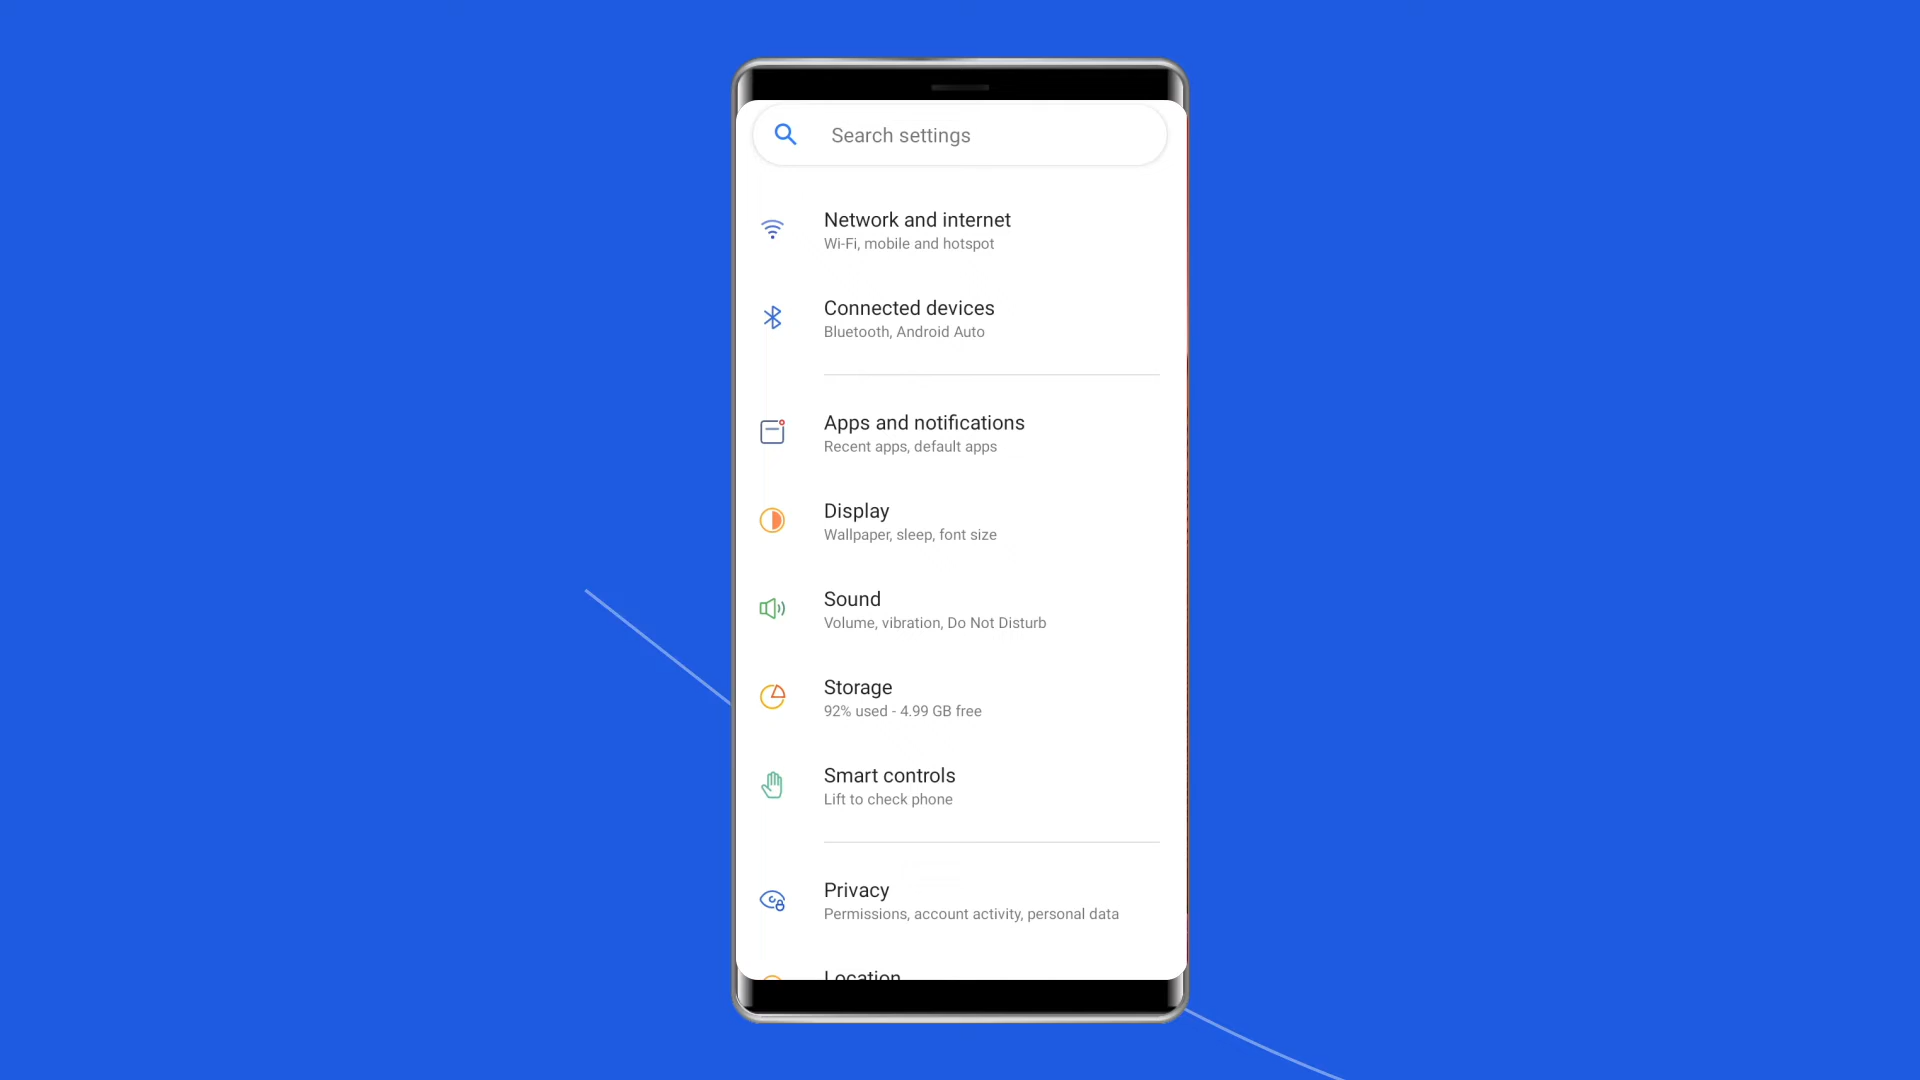 Search settings
Network and internet
Wi-Fi, mobile and hotspot
Connected devices
Bluetooth, Android Auto
Apps and notifications
Recent apps, default apps
Display
Wallpaper, sleep, font size
Sound
Volume, vibration, Do Not Disturb
Storage
92% used - 4.99 GB free
Smart controls
Lift to check phone
Privacy
Permissions, account activity, personal data
Location